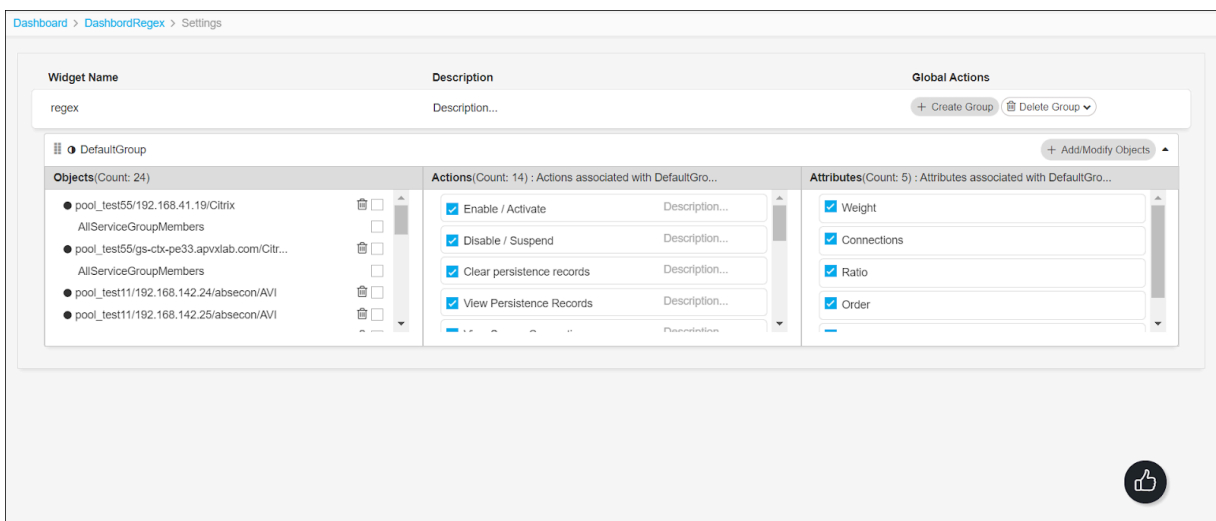 Dashboard > DashbordRegex > Settings
Widget Name Description Global Actions
regex Description... + Create Group Delete Group
DefaultGroup + Add/Modify Objects
Objects(Count: 24) Actions(Count: 14) : Actions associated with DefaultGro... Attributes(Count: 5) : Attributes associated with DefaultGro...
pool_test55/192.168.41.19/Citrix
AllServiceGroupMembers
pool_test55/gs-ctx-pe33.apvxlab.com/Citr...
AllServiceGroupMembers
pool_test11/192.168.142.24/absecon/AVI
pool_test11/192.168.142.25/absecon/AVI
Enable / Activate Description...
Disable / Suspend Description...
Clear persistence records Description...
View Persistence Records Description...
Description...
Weight
Connections
Ratio
Order